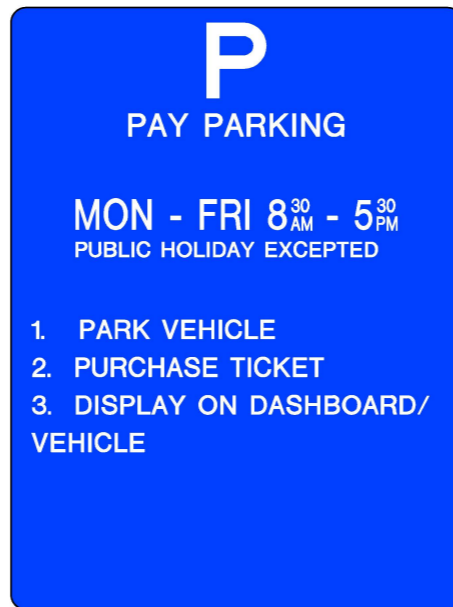 P
PAY PARKING
MON - FRI 8 30 AM - 5 30 PM
PUBLIC HOLIDAY EXCEPTED
1. PARK VEHICLE
2. PURCHASE TICKET
3. DISPLAY ON DASHBOARD/
VEHICLE